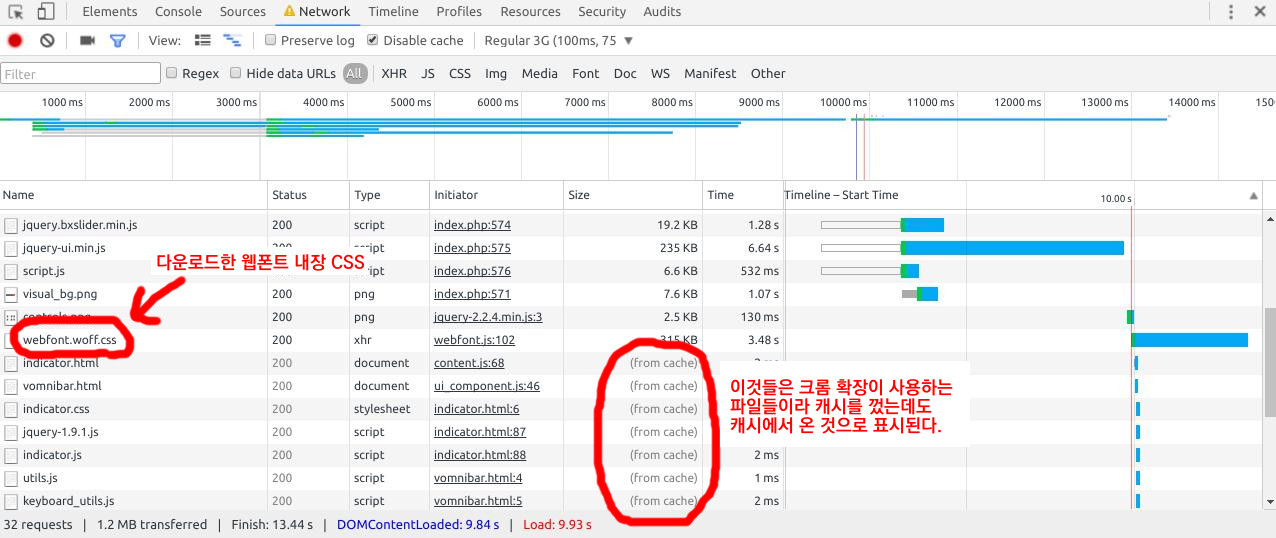 Elements Console Sources Network Timeline Profiles Resources Security Audits
View: Preserve log Disable cache Regular 3G (100ms, 75 ▼
Filter Regex Hide data URLs All XHR JS CSS Img Media Font Doc WS Manifest Other
1000 ms 2000 ms 3000 ms 4000 ms 5000 ms 6000 ms 7000 ms 8000 ms 9000 ms 10000 ms 11000 ms 12000 ms 13000 ms 14000 ms 1500
Name Status Type Initiator Size Time Timeline – Start Time 10.00 s ▲
jquery.bxslider.min.js 200 script index.php:574 19.2 KB 1.28 s
jquery-ui.min.js 200 script index.php:575 235 KB 6.64 s
다운로드한 웹폰트 내장 CSS
script.js 200 script index.php:576 6.6 KB 532 ms
visual_bg.png 200 png index.php:571 7.6 KB 1.07 s
controls.png 200 png jquery-2.2.4.min.js:3 2.5 KB 130 ms
webfont.woff.css 200 xhr webfont.js:102 315 KB 3.48 s
indicator.html 200 document content.js:68 (from cache) 2 ms
vomnibar.html 200 document ui_component.js:46 (from cache)
이것들은 크롬 확장이 사용하는
파일들이라 캐시를 껐는데도
캐시에서 온 것으로 표시된다.
indicator.css 200 stylesheet indicator.html:6 (from cache)
jquery-1.9.1.js 200 script indicator.html:87 (from cache)
indicator.js 200 script indicator.html:88 (from cache) 2 ms
utils.js 200 script vomnibar.html:4 (from cache) 1 ms
keyboard_utils.js 200 script vomnibar.html:5 (from cache) 2 ms
32 requests | 1.2 MB transferred | Finish: 13.44 s | DOMContentLoaded: 9.84 s | Load: 9.93 s